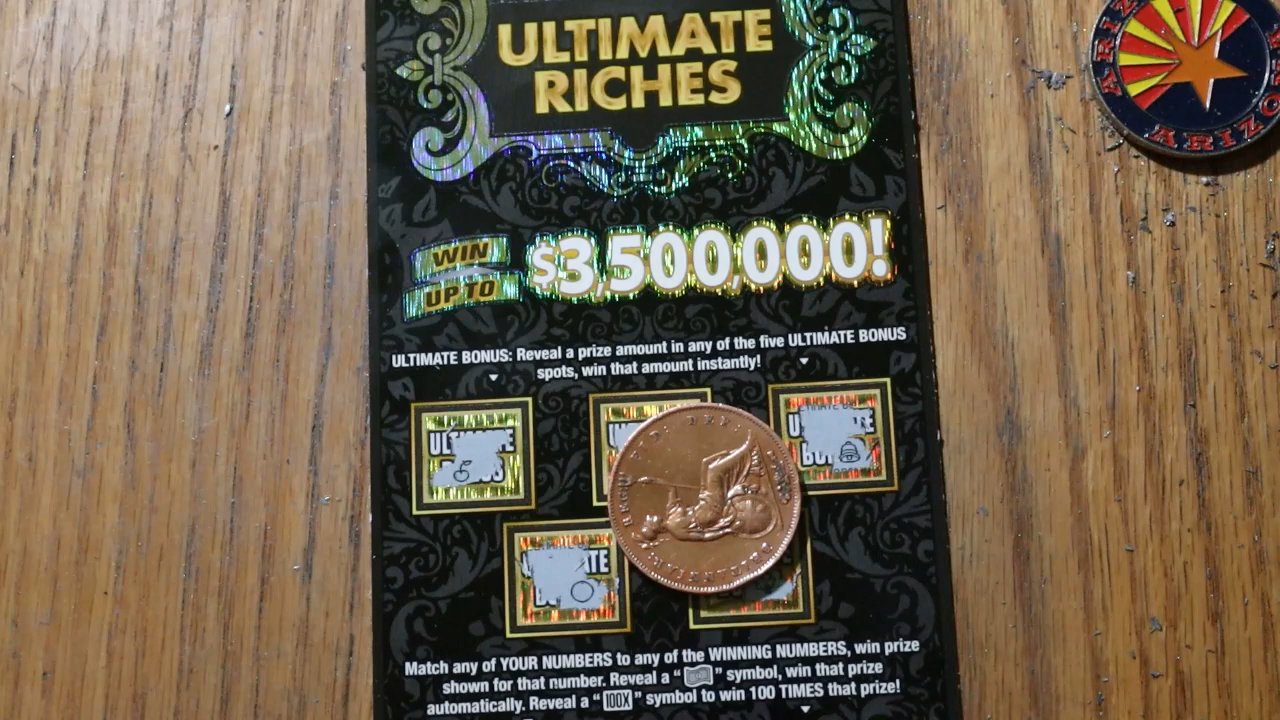 ULTIMATE
RICHES
WIN
UP TO
$3,500,000!
ULTIMATE BONUS: Reveal a prize amount in any of the five ULTIMATE BONUS
spots, win that amount instantly!
Match any of YOUR NUMBERS to any of the WINNING NUMBERS, win prize
shown for that number. Reveal a " " symbol, win that prize
automatically. Reveal a "100X" symbol to win 100 TIMES that prize!
ARIZONA
ARIZO